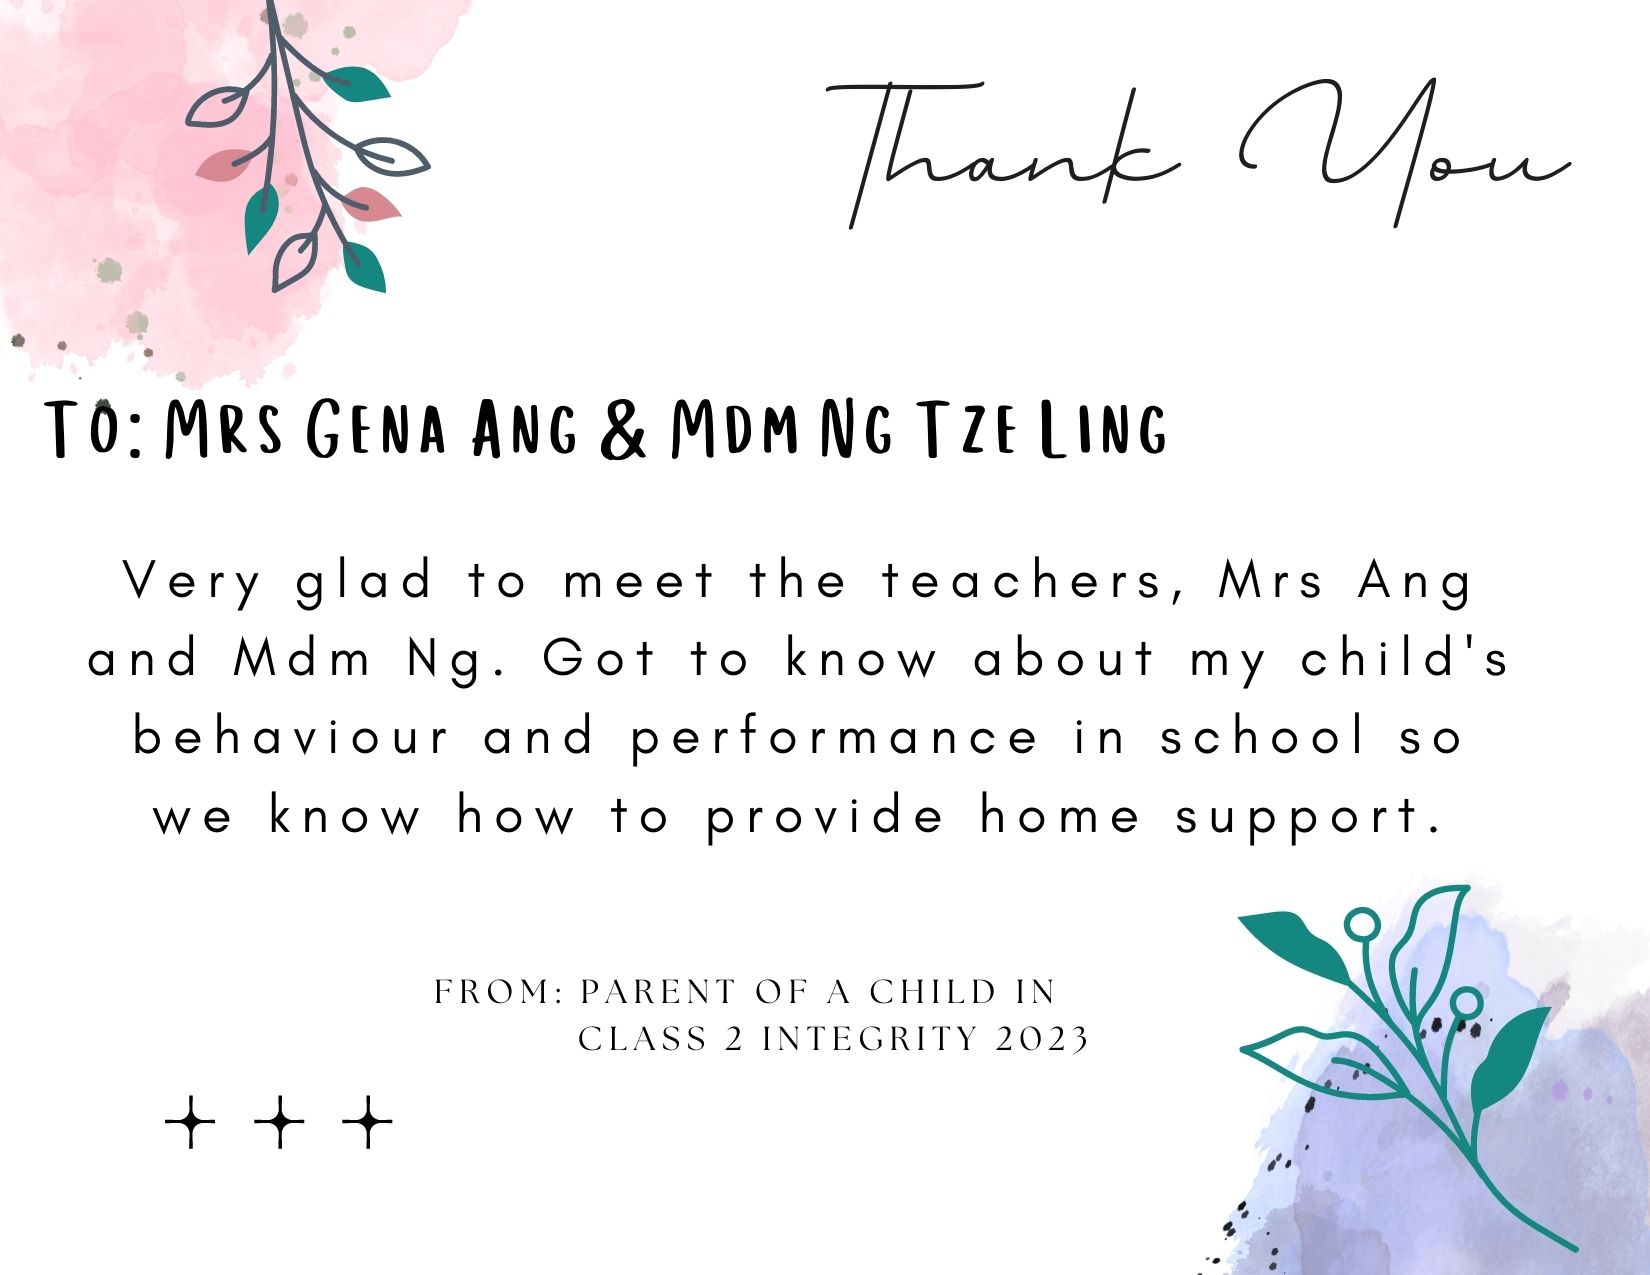 Thank You
To: Mrs Gena Ang & Mdm Ng Tze Ling
Very glad to meet the teachers, Mrs Ang
and Mdm Ng. Got to know about my child's
behaviour and performance in school so
we know how to provide home support.
FROM: PARENT OF A CHILD IN
CLASS 2 INTEGRITY 2023